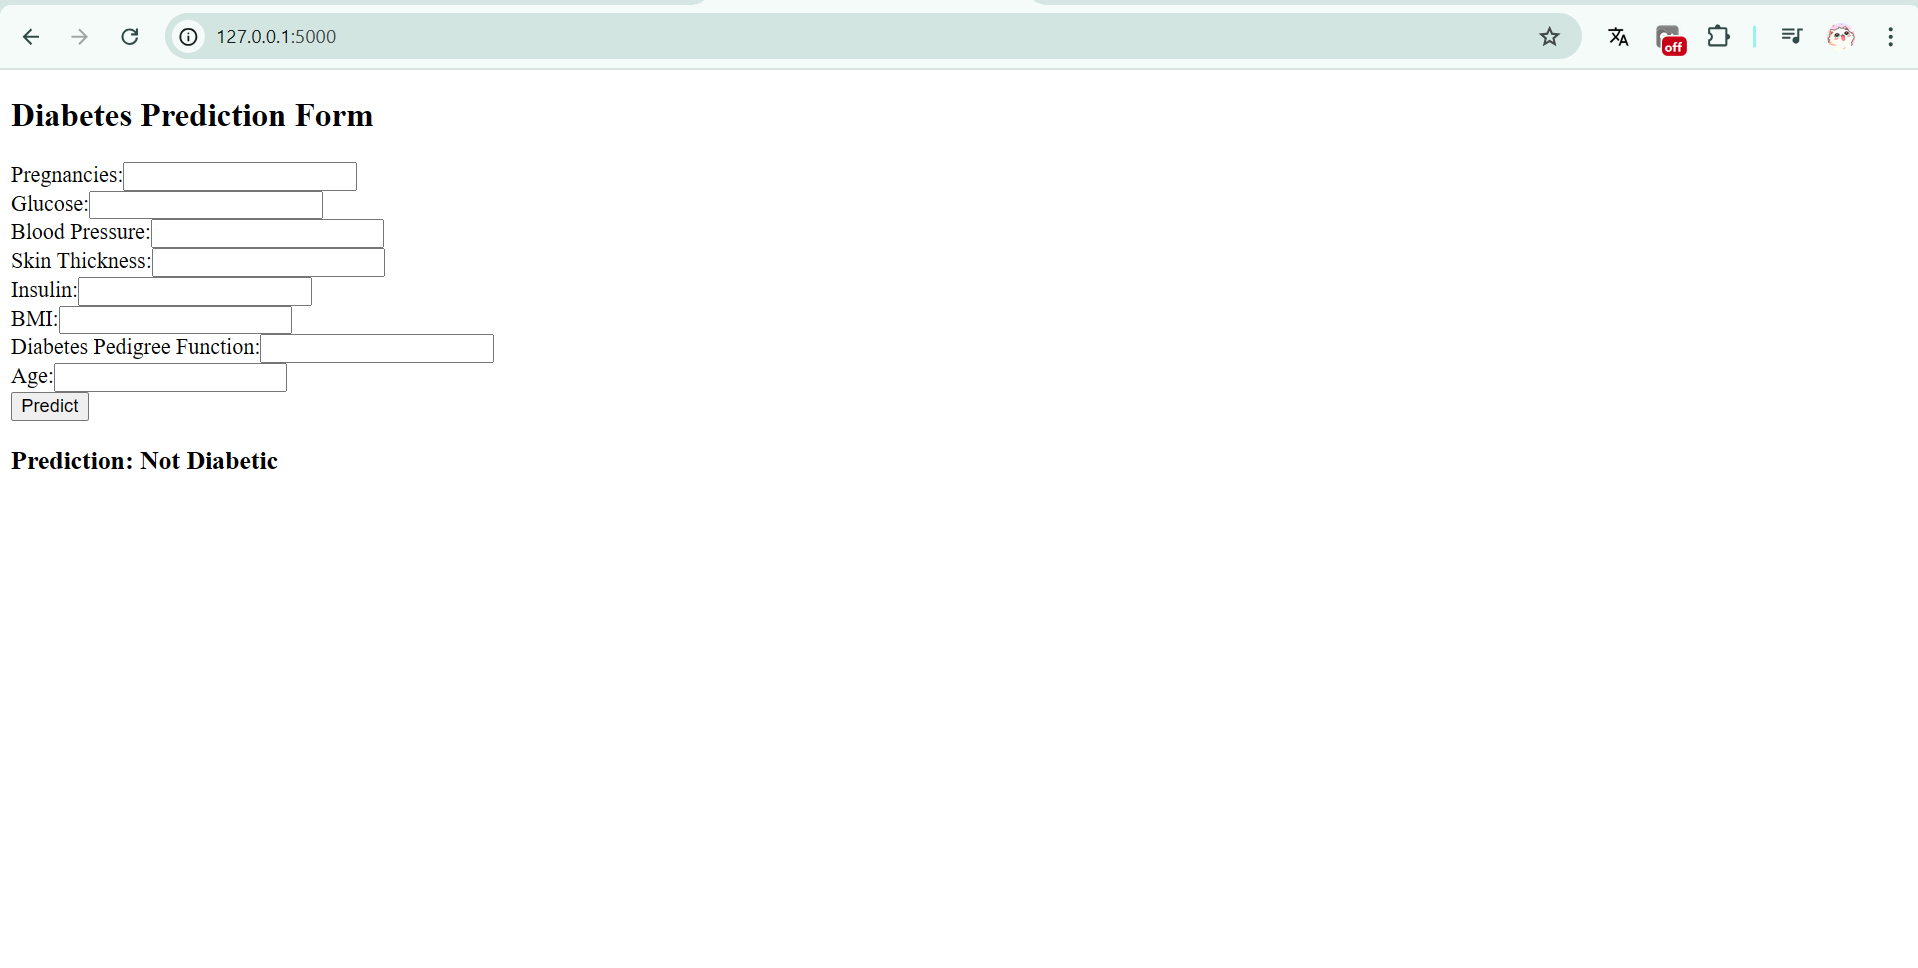 127.0.0.1:5000
off
Diabetes Prediction Form
Pregnancies:
Glucose:
Blood Pressure:
Skin Thickness:
Insulin:
BMI:
Diabetes Pedigree Function:
Age:
Predict
Prediction: Not Diabetic